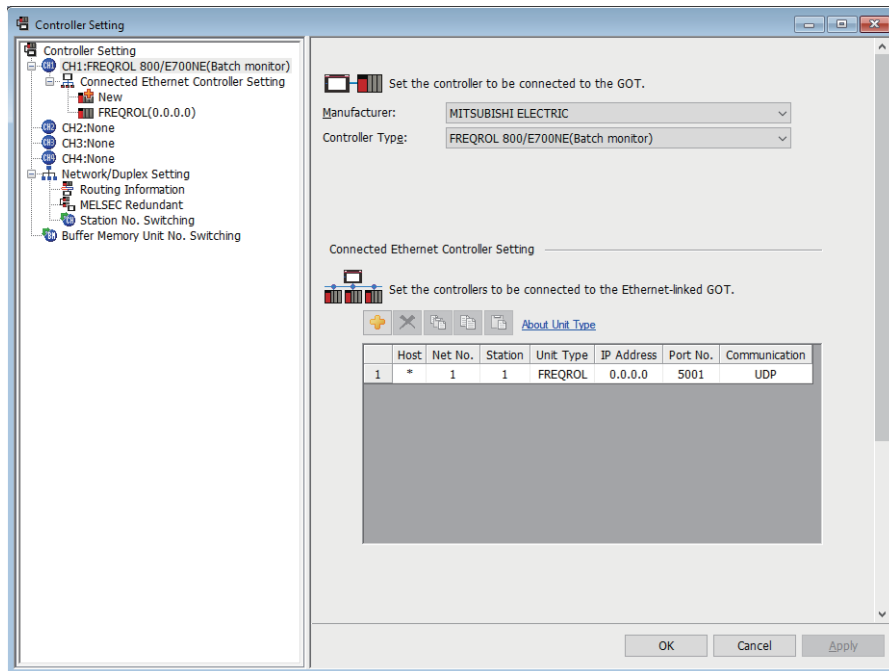 Controller Setting
Controller Setting
CH1:FREQROL 800/E700NE(Batch monitor)
Connected Ethernet Controller Setting
New
FREQROL(0.0.0.0)
CH2:None
CH3:None
CH4:None
Network/Duplex Setting
Routing Information
MELSEC Redundant
Station No. Switching
Buffer Memory Unit No. Switching
Set the controller to be connected to the GOT.
Manufacturer: MITSUBISHI ELECTRIC
Controller Type: FREQROL 800/E700NE(Batch monitor)
Connected Ethernet Controller Setting
Set the controllers to be connected to the Ethernet-linked GOT.
About Unit Type
Host Net No. Station Unit Type IP Address Port No. Communication
1 * 1 1 FREQROL 0.0.0.0 5001 UDP
OK Cancel Apply